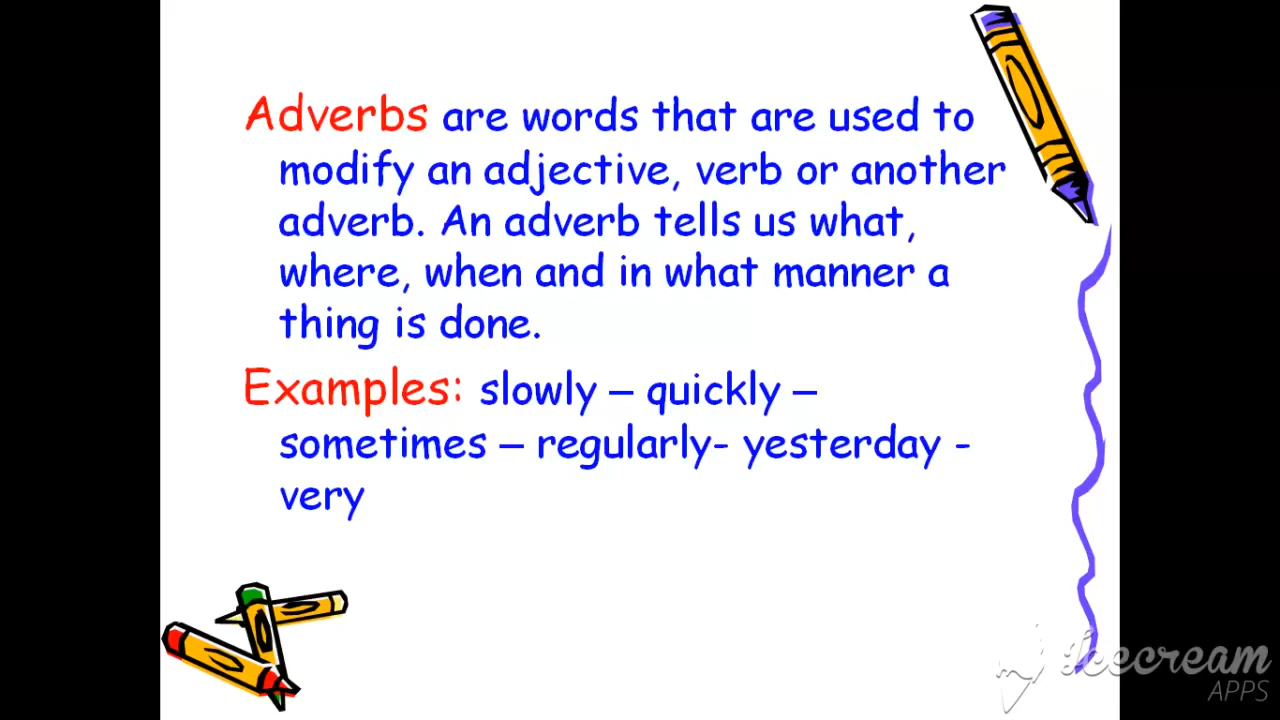 Adverbs are words that are used to
modify an adjective, verb or another
adverb. An adverb tells us what,
where, when and in what manner a
thing is done.
Examples: slowly – quickly –
sometimes – regularly- yesterday -
very
Icecream
APPS